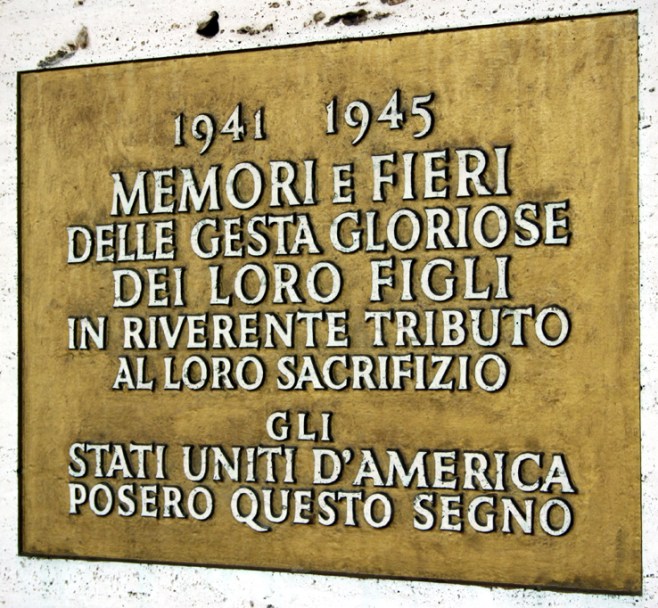 1941 1945
MEMORI E FIERI
DELLE GESTA GLORIOSE
DEI LORO FIGLI
IN RIVERENTE TRIBUTO
AL LORO SACRIFIZIO
GLI
STATI UNITI D'AMERICA
POSERO QUESTO SEGNO